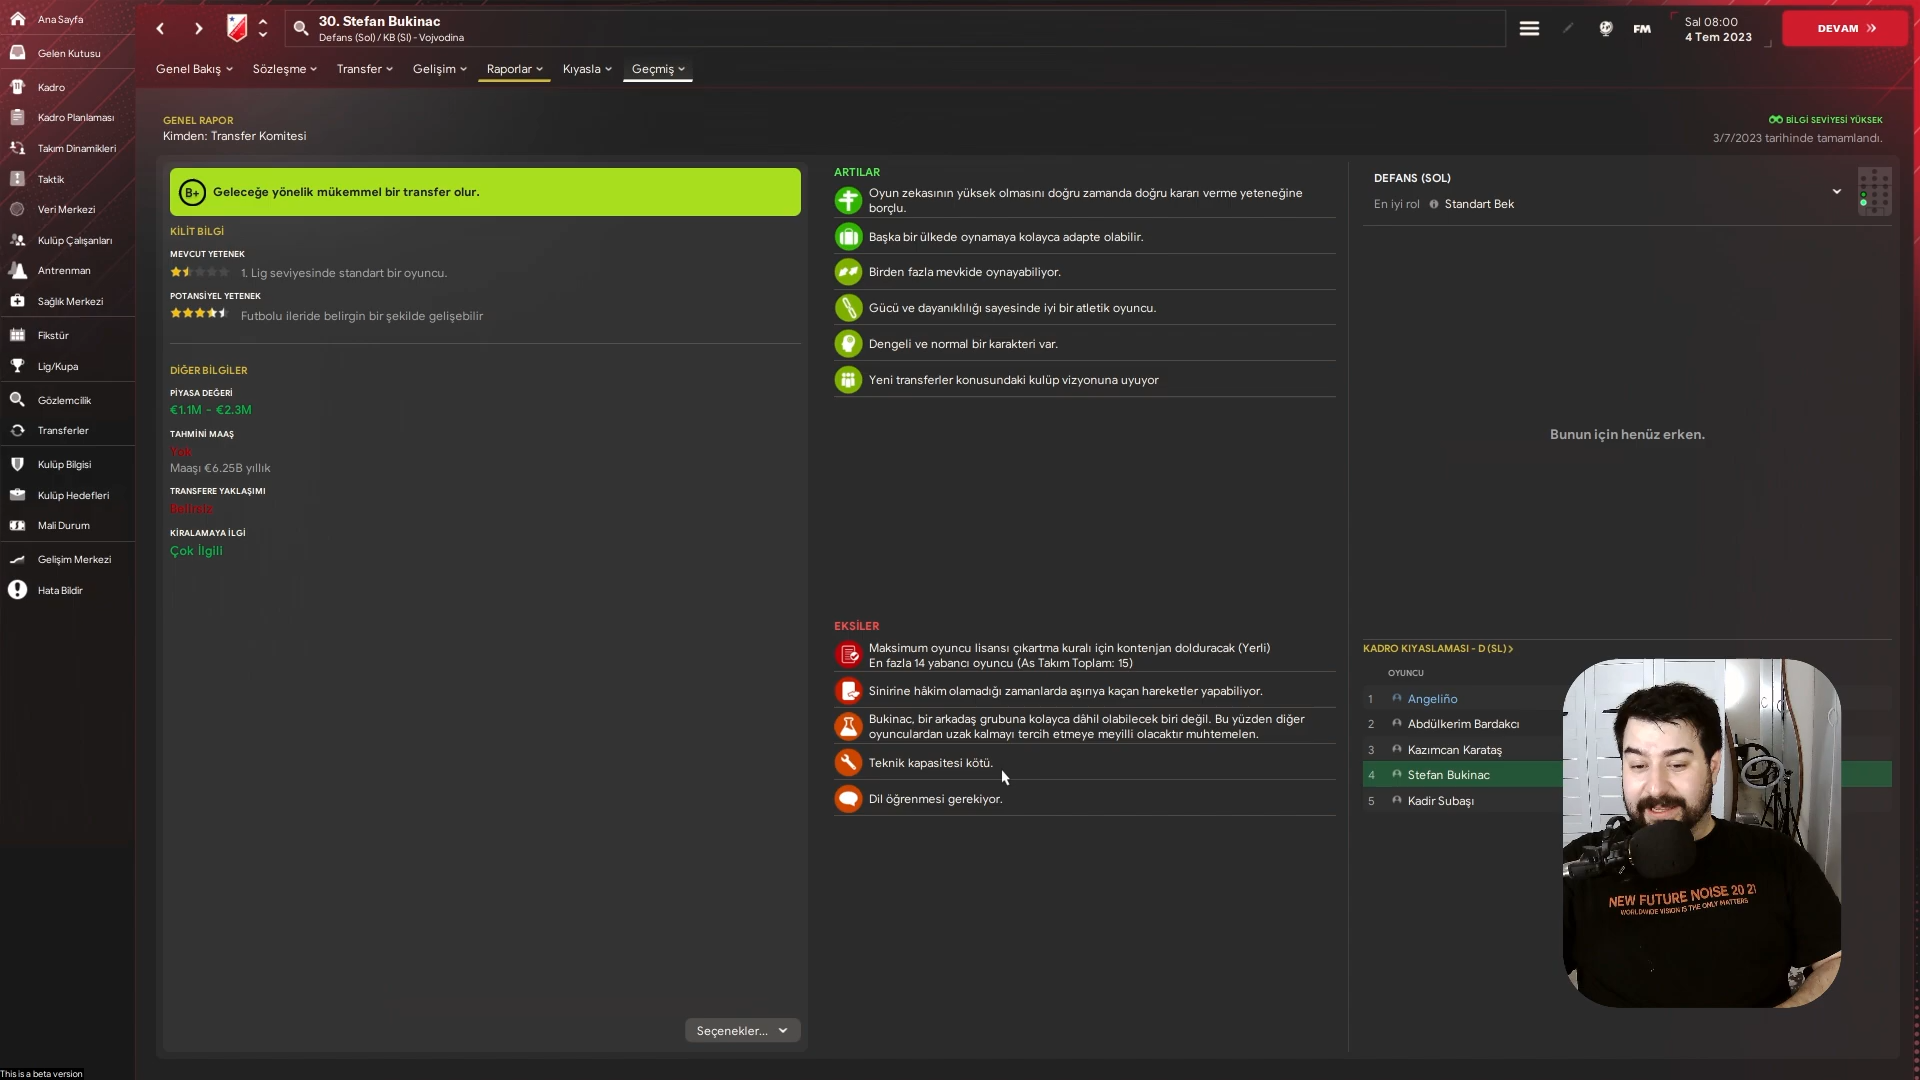 Ana Sayfa
Gelen Kutusu
Kadro
Kadro Planlaması
Takım Dinamikleri
Taktik
Veri Merkezi
Kulüp Çalışanları
Antrenman
Sağlık Merkezi
Fikstür
Lig/Kupa
Gözlemcilik
Transferler
Kulüp Bilgisi
Kulüp Hedefleri
Mali Durum
Gelişim Merkezi
Hata Bildir
This is a beta version
30. Stefan Bukinac
Defans (Sol) / KB (Sl) - Vojvodina
FM
Sal 08:00
4 Tem 2023
DEVAM
Genel Bakış
Sözleşme
Transfer
Gelişim
Raporlar
Kıyasla
Geçmiş
GENEL RAPOR
Kimden: Transfer Komitesi
BİLGİ SEVİYESİ YÜKSEK
3/7/2023 tarihinde tamamlandı.
B+ Geleceğe yönelik mükemmel bir transfer olur.
KİLİT BİLGİ
MEVCUT YETENEK
1. Lig seviyesinde standart bir oyuncu.
POTANSİYEL YETENEK
Futbolu ileride belirgin bir şekilde gelişebilir
DİĞER BİLGİLER
PİYASA DEĞERİ
€1.1M - €2.3M
TAHMİNİ MAAŞ
Yok
Maaşı €6.25B yıllık
TRANSFERE YAKLAŞIMI
Belirsiz
KİRALAMAYA İLGİ
Çok İlgili
Seçenekler...
ARTILAR
Oyun zekasının yüksek olmasını doğru zamanda doğru kararı verme yeteneğine
borçlu.
Başka bir ülkede oynamaya kolayca adapte olabilir.
Birden fazla mevkide oynayabiliyor.
Gücü ve dayanıklılığı sayesinde iyi bir atletik oyuncu.
Dengeli ve normal bir karakteri var.
Yeni transferler konusundaki kulüp vizyonuna uyuyor
EKSİLER
Maksimum oyuncu lisansı çıkartma kuralı için kontenjan dolduracak (Yerli)
En fazla 14 yabancı oyuncu (As Takım Toplam: 15)
Sinirine hâkim olamadığı zamanlarda aşırıya kaçan hareketler yapabiliyor.
Bukinac, bir arkadaş grubuna kolayca dâhil olabilecek biri değil. Bu yüzden diğer
oyunculardan uzak kalmayı tercih etmeye meyilli olacaktır muhtemelen.
Teknik kapasitesi kötü.
Dil öğrenmesi gerekiyor.
DEFANS (SOL)
En iyi rol Standart Bek
Bunun için henüz erken.
KADRO KIYASLAMASI - D (SL)
OYUNCU
1 Angeliño
2 Abdülkerim Bardakcı
3 Kazımcan Karataş
4 Stefan Bukinac
5 Kadir Subaşı
NEW FUTURE NOISE 20 21
WORLDWIDE VISION IS THE ONLY MATTERS